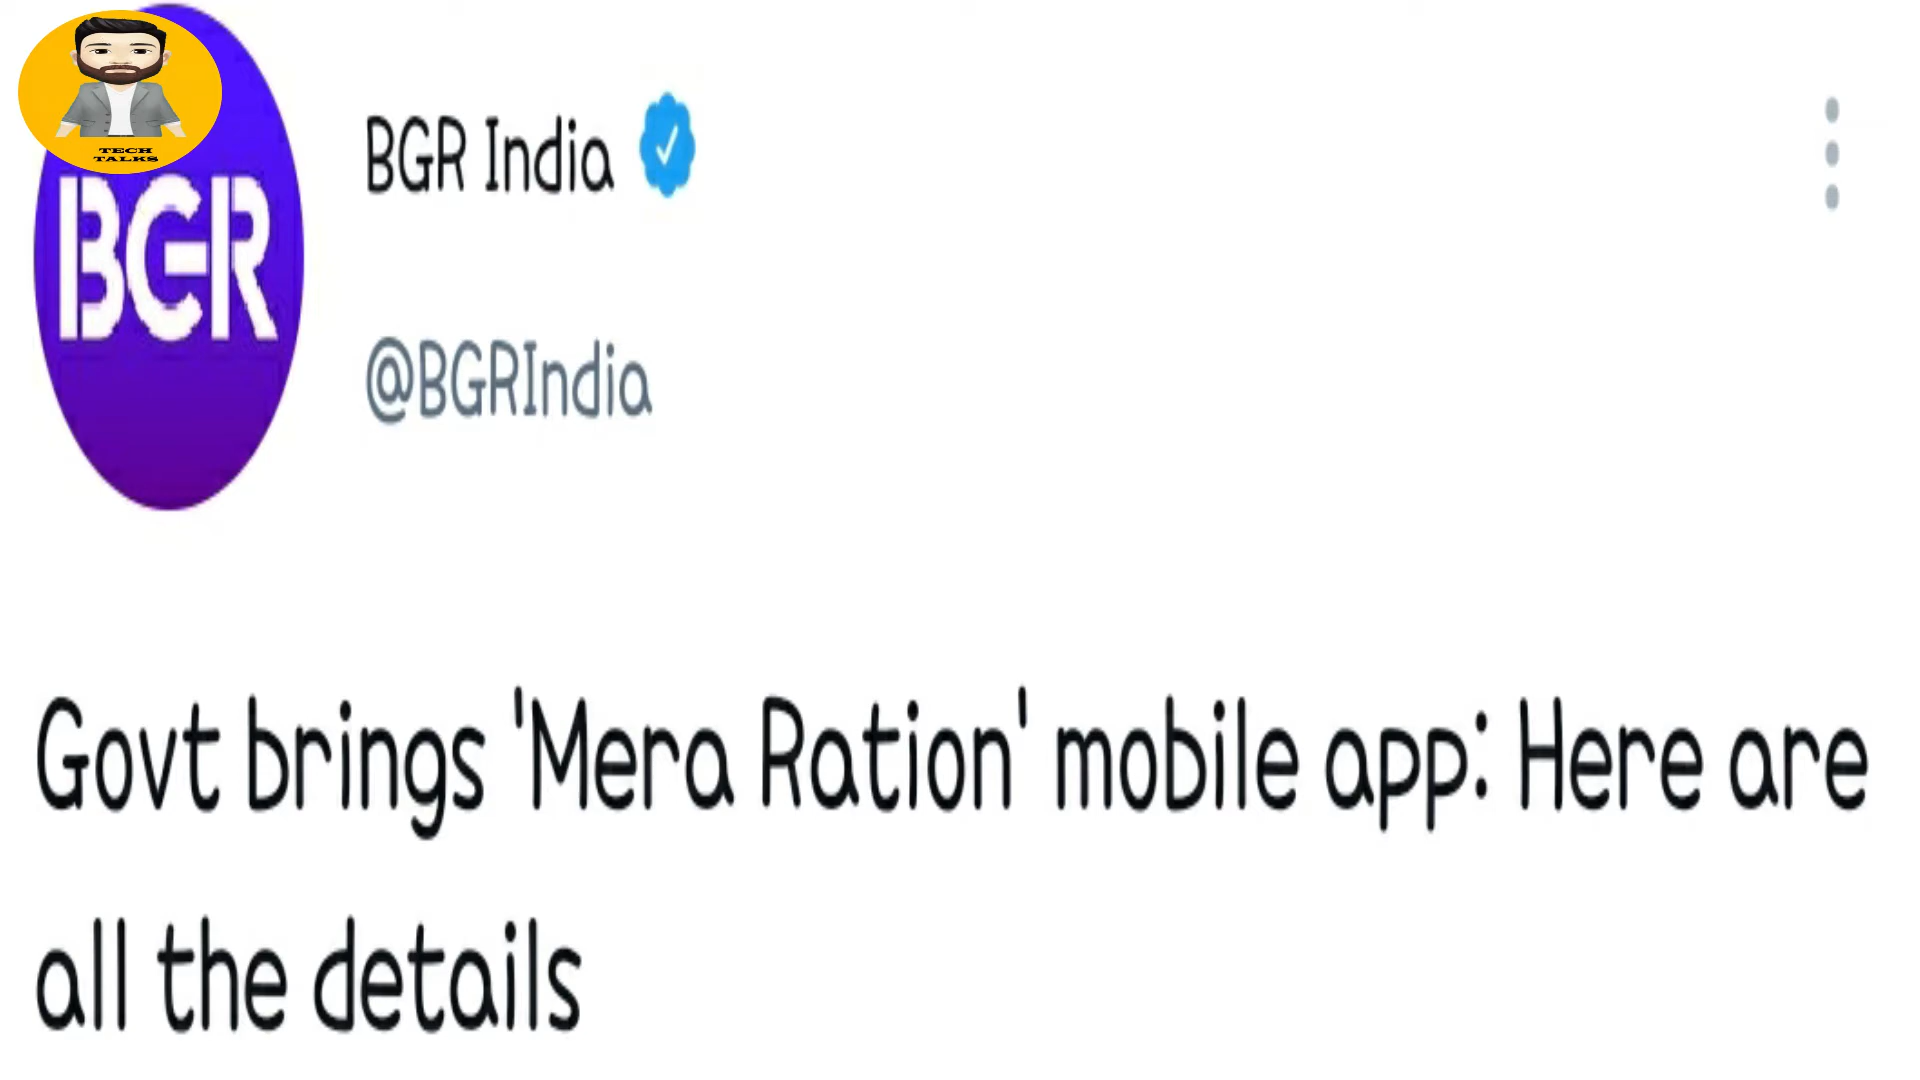 TECH
TALKS
BGR
BGR India
@BGRIndia
Govt brings 'Mera Ration' mobile app: Here are
all the details